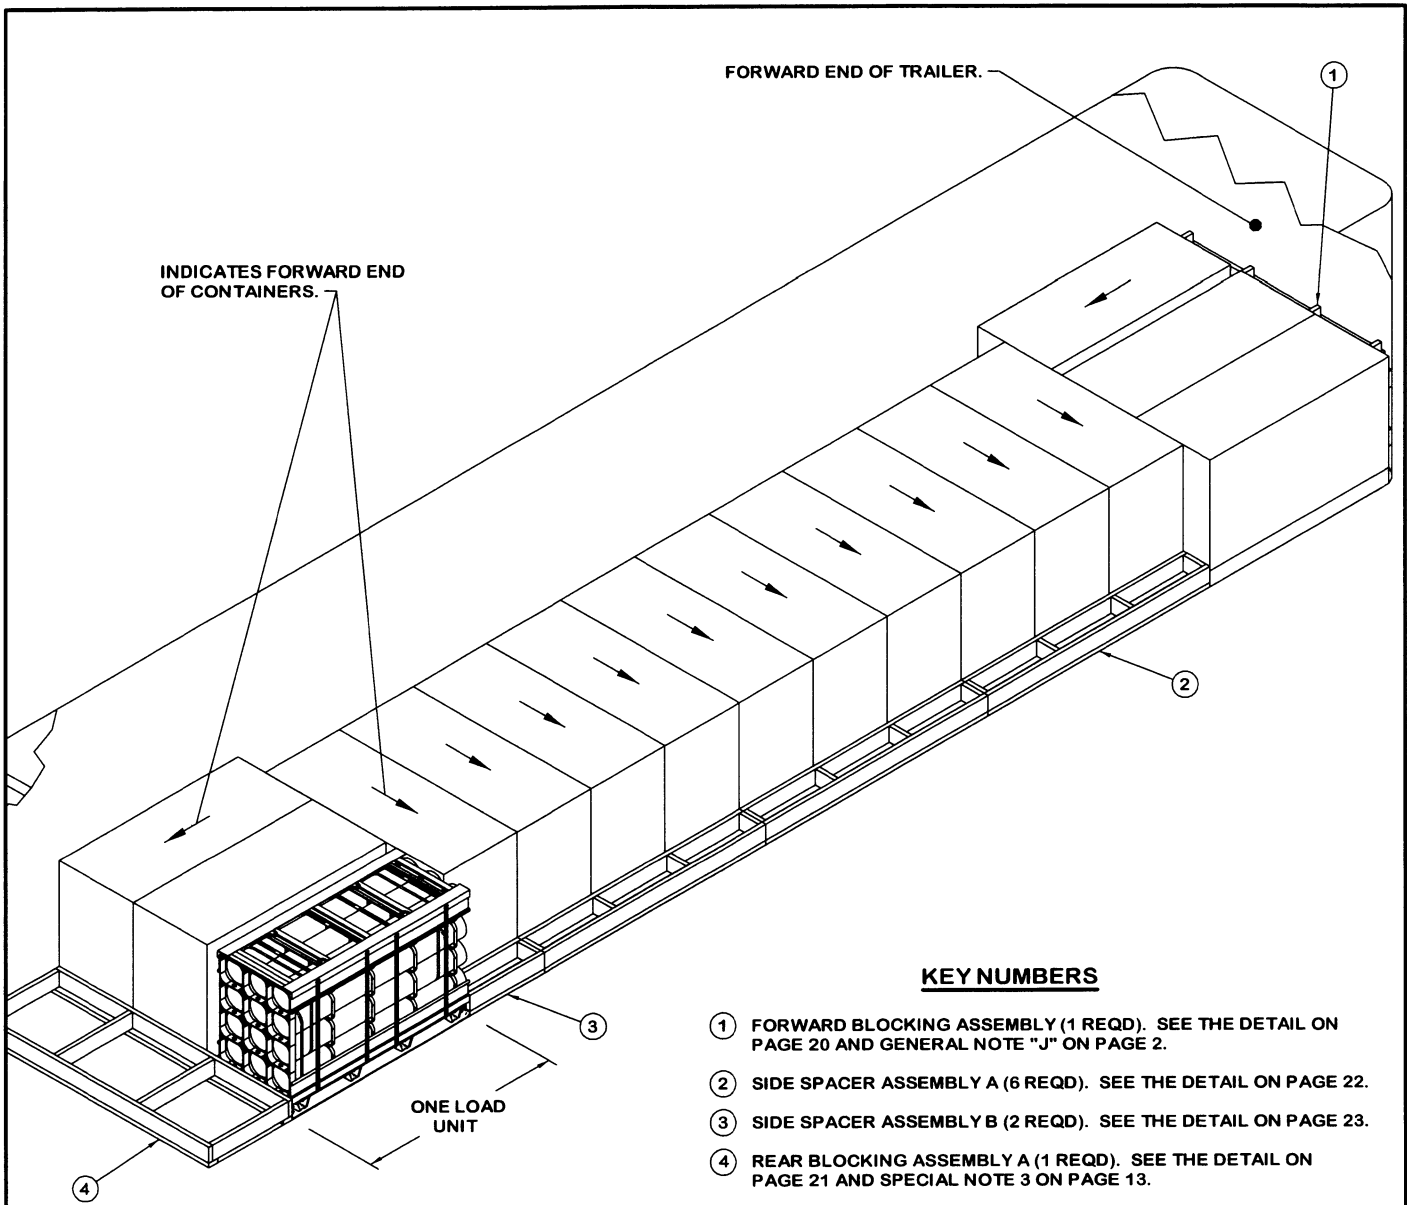 FORWARD END OF TRAILER.
1
INDICATES FORWARD END
OF CONTAINERS.
2
3
ONE LOAD
UNIT
4
KEY NUMBERS
1 FORWARD BLOCKING ASSEMBLY (1 REQD). SEE THE DETAIL ON
PAGE 20 AND GENERAL NOTE "J" ON PAGE 2.
2 SIDE SPACER ASSEMBLY A (6 REQD). SEE THE DETAIL ON PAGE 22.
3 SIDE SPACER ASSEMBLY B (2 REQD). SEE THE DETAIL ON PAGE 23.
4 REAR BLOCKING ASSEMBLY A (1 REQD). SEE THE DETAIL ON
PAGE 21 AND SPECIAL NOTE 3 ON PAGE 13.